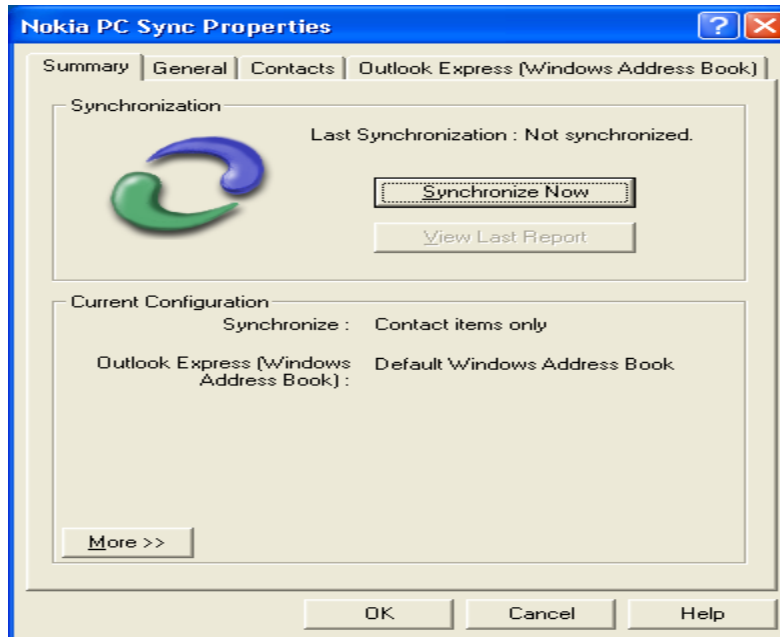 Nokia PC Sync Properties
Summary General Contacts Outlook Express (Windows Address Book)
Synchronization
Last Synchronization : Not synchronized.
Synchronize Now
View Last Report
Current Configuration
Synchronize : Contact items only
Outlook Express (Windows Address Book) : Default Windows Address Book
More >>
OK Cancel Help